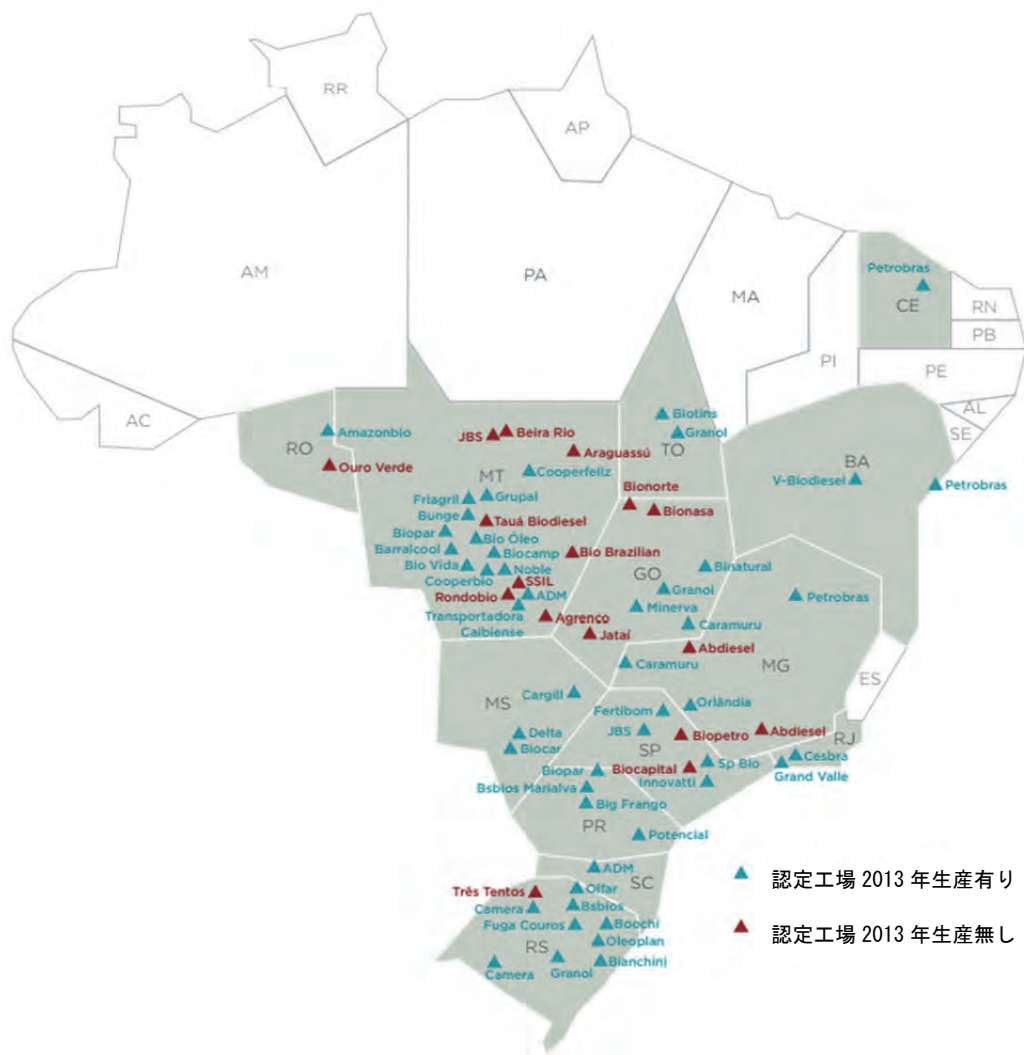 RR
AP
AM
PA
MA
Petrobras
CE
RN
PB
PI
PE
AL
SE
AC
RO
Amazonbio
Ouro Verde
JBS
Beira Rio
Araguassú
MT
Cooperfeliz
Friagril
Grupal
Bunge
Tauá Biodiesel
Biopar
Bio Óleo
Barralcool
Biocamp
Bio Brazilian
Bio Vida
Noble
Cooperbio
SSIL
Rondobio
ADM
Transportadora
Caibiense
Agrenco
Jataí
Biotins
Granol
TO
Bionorte
Bionasa
BA
V-Biodiesel
Petrobras
GO
Binatural
Granol
Minerva
Caramuru
Petrobras
Abdiesel
MG
Caramuru
ES
MS
Cargill
Delta
Biocar
Fertibom
Orlândia
JBS
Biopetro
Abdiesel
SP
RJ
Biocapital
Sp Bio
Innovatti
Cesbra
Grand Valle
Biopar
Bsbios Marialva
Big Frango
PR
Potencial
ADM
SC
Três Tentos
Olfar
Camera
Bsbios
Fuga Couros
Boochi
RS
Oleoplan
Camera
Granol
Bianchini
認定工場 2013 年生産有り
認定工場 2013 年生産無し